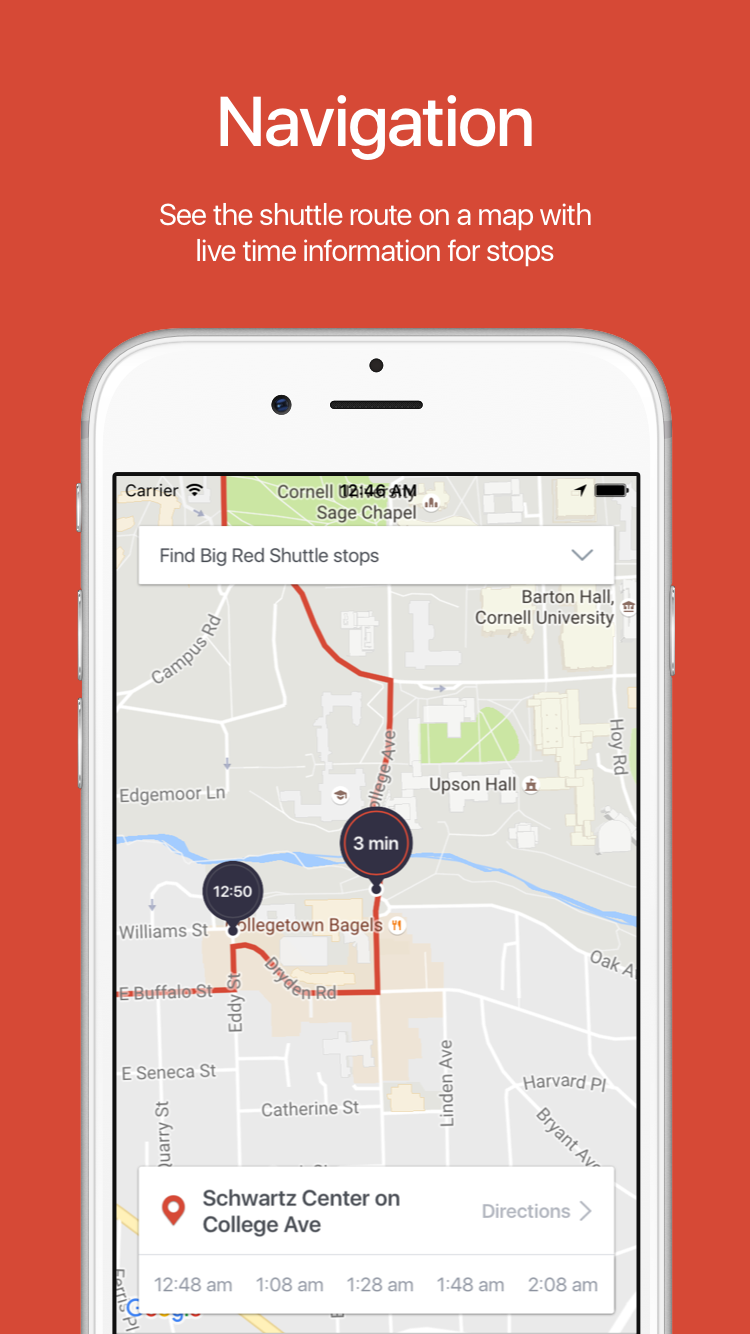 Navigation
See the shuttle route on a map with
live time information for stops
Carrier
12:46 AM
Cornell University
Sage Chapel
Find Big Red Shuttle stops
Barton Hall,
Cornell University
Campus Rd
Hoy Rd
College Ave
Edgemoor Ln
Upson Hall
3 min
12:50
Williams St
ollegetown Bagels
Oak A
Dryden Rd
E Buffalo St
Eddy St
E Seneca St
Linden Ave
Harvard Pl
Catherine St
Quarry St
Bryant Ave
Schwartz Center on
College Ave
Directions
12:48 am 1:08 am 1:28 am 1:48 am 2:08 am
Ferris Pl
Google